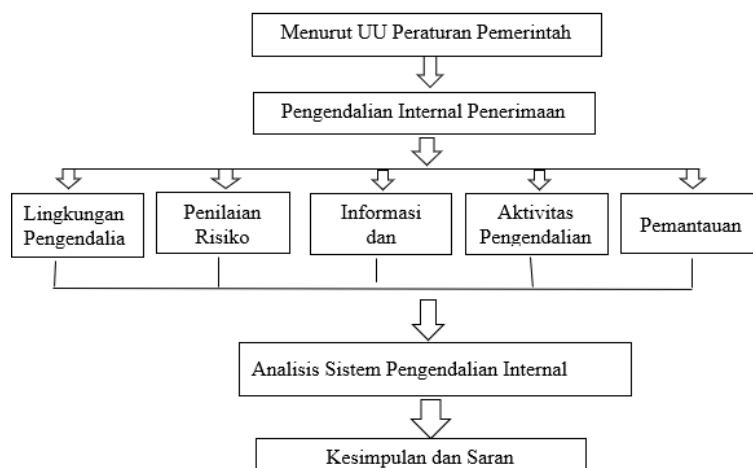 Menurut UU Peraturan Pemerintah
Pengendalian Internal Penerimaan
Lingkungan
Pengendalia
Penilaian
Risiko
Informasi
dan
Aktivitas
Pengendalian
Pemantauan
Analisis Sistem Pengendalian Internal
Kesimpulan dan Saran